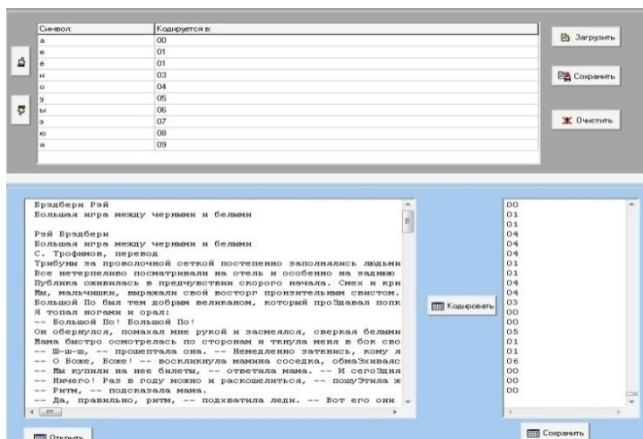 Символ: Кодируется в:
а 00
е 01
ё 01
и 03
о 04
у 05
ы 06
э 07
ю 08
я 09
Загрузить
Сохранить
Очистить
Брэдбери Рэй
Большая игра между черными и белыми
Рэй Брэдбери
Большая игра между черными и белыми
С. Трофимов, перевод
Трибуны за проволочной сеткой постепенно заполнялись людьми
Все нетерпеливо посматривали на отель и особенно на заднюю
Публика оживилась в предчувствии скорого начала. Смех и кри
Мы, мальчишки, выражали свой восторг пронзительным свистом.
Большой По был тем добрым великаном, который проЗдавал попк
Я топал ногами и орал:
-- Большой По! Большой По!
Он обернулся, помахал мне рукой и засмеялся, сверкая белыми
Мама быстро осмотрелась по сторонам и ткнула меня в бок сво
-- Ш-ш-ш, -- прошептала она. -- Немедленно заткнись, кому я
-- О Боже, Боже! -- воскликнула мамина соседка, обмаЗхиваяс
-- Мы купили на нее билеты, -- ответила мама. -- И сегоЗдня
-- Ничего! Раз в году можно и раскошелиться, -- пошуЗтила ж
-- Ритм, -- подсказала мама.
-- Да, правильно, ритм, -- подхватила леди. -- Вот его они
Открыть
Кодировать
00
01
01
04
04
04
01
01
04
04
03
00
00
05
01
01
06
00
00
00
Сохранить